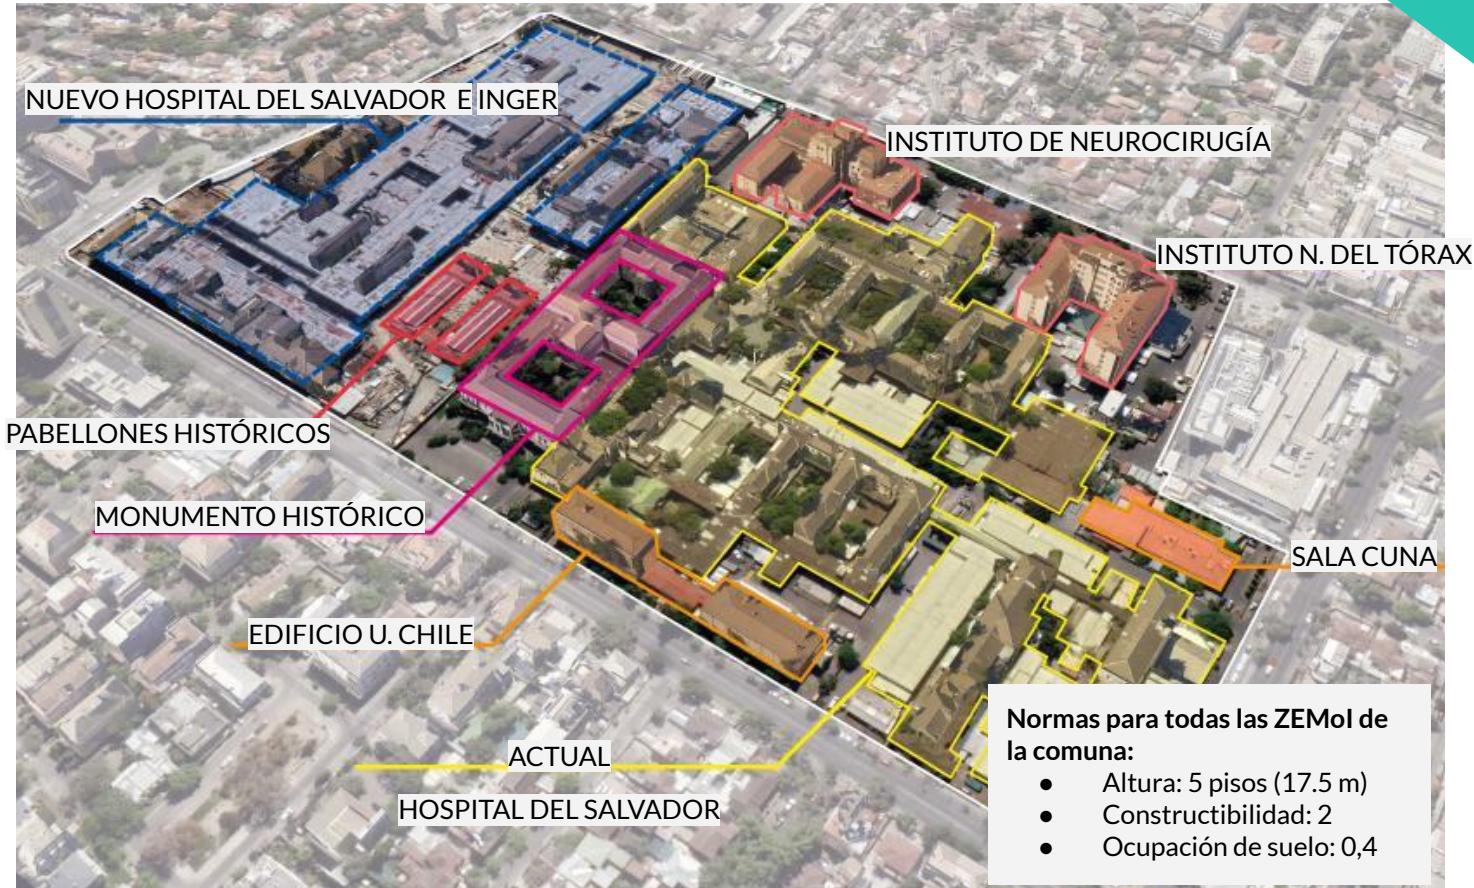 NUEVO HOSPITAL DEL SALVADOR E INGER
INSTITUTO DE NEUROCIRUGÍA
INSTITUTO N. DEL TÓRAX
PABELLONES HISTÓRICOS
MONUMENTO HISTÓRICO
SALA CUNA
EDIFICIO U. CHILE
ACTUAL
HOSPITAL DEL SALVADOR
Normas para todas las ZEMoI de
la comuna:
● Altura: 5 pisos (17.5 m)
● Constructibilidad: 2
● Ocupación de suelo: 0,4